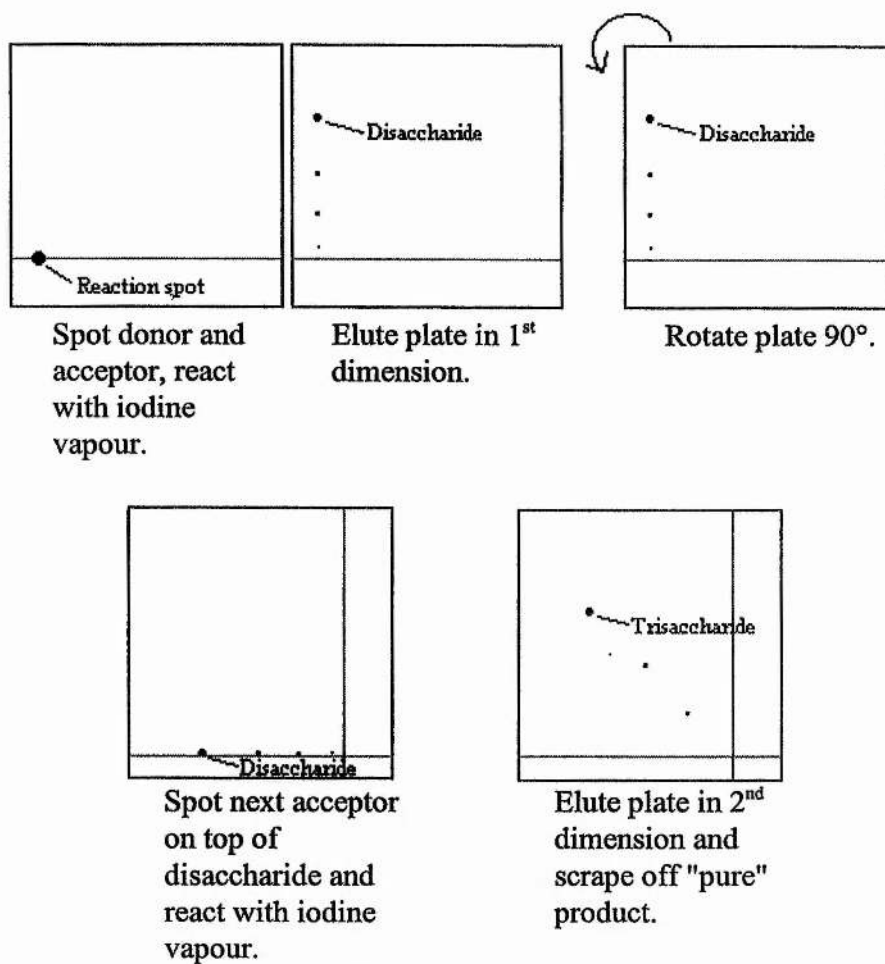 Disaccharide
Disaccharide
Reaction spot
Spot donor and
acceptor, react
with iodine
vapour.
Elute plate in 1st
dimension.
Rotate plate 90°.
Trisaccharide
Disaccharide
Spot next acceptor
on top of
disaccharide and
react with iodine
vapour.
Elute plate in 2nd
dimension and
scrape off "pure"
product.